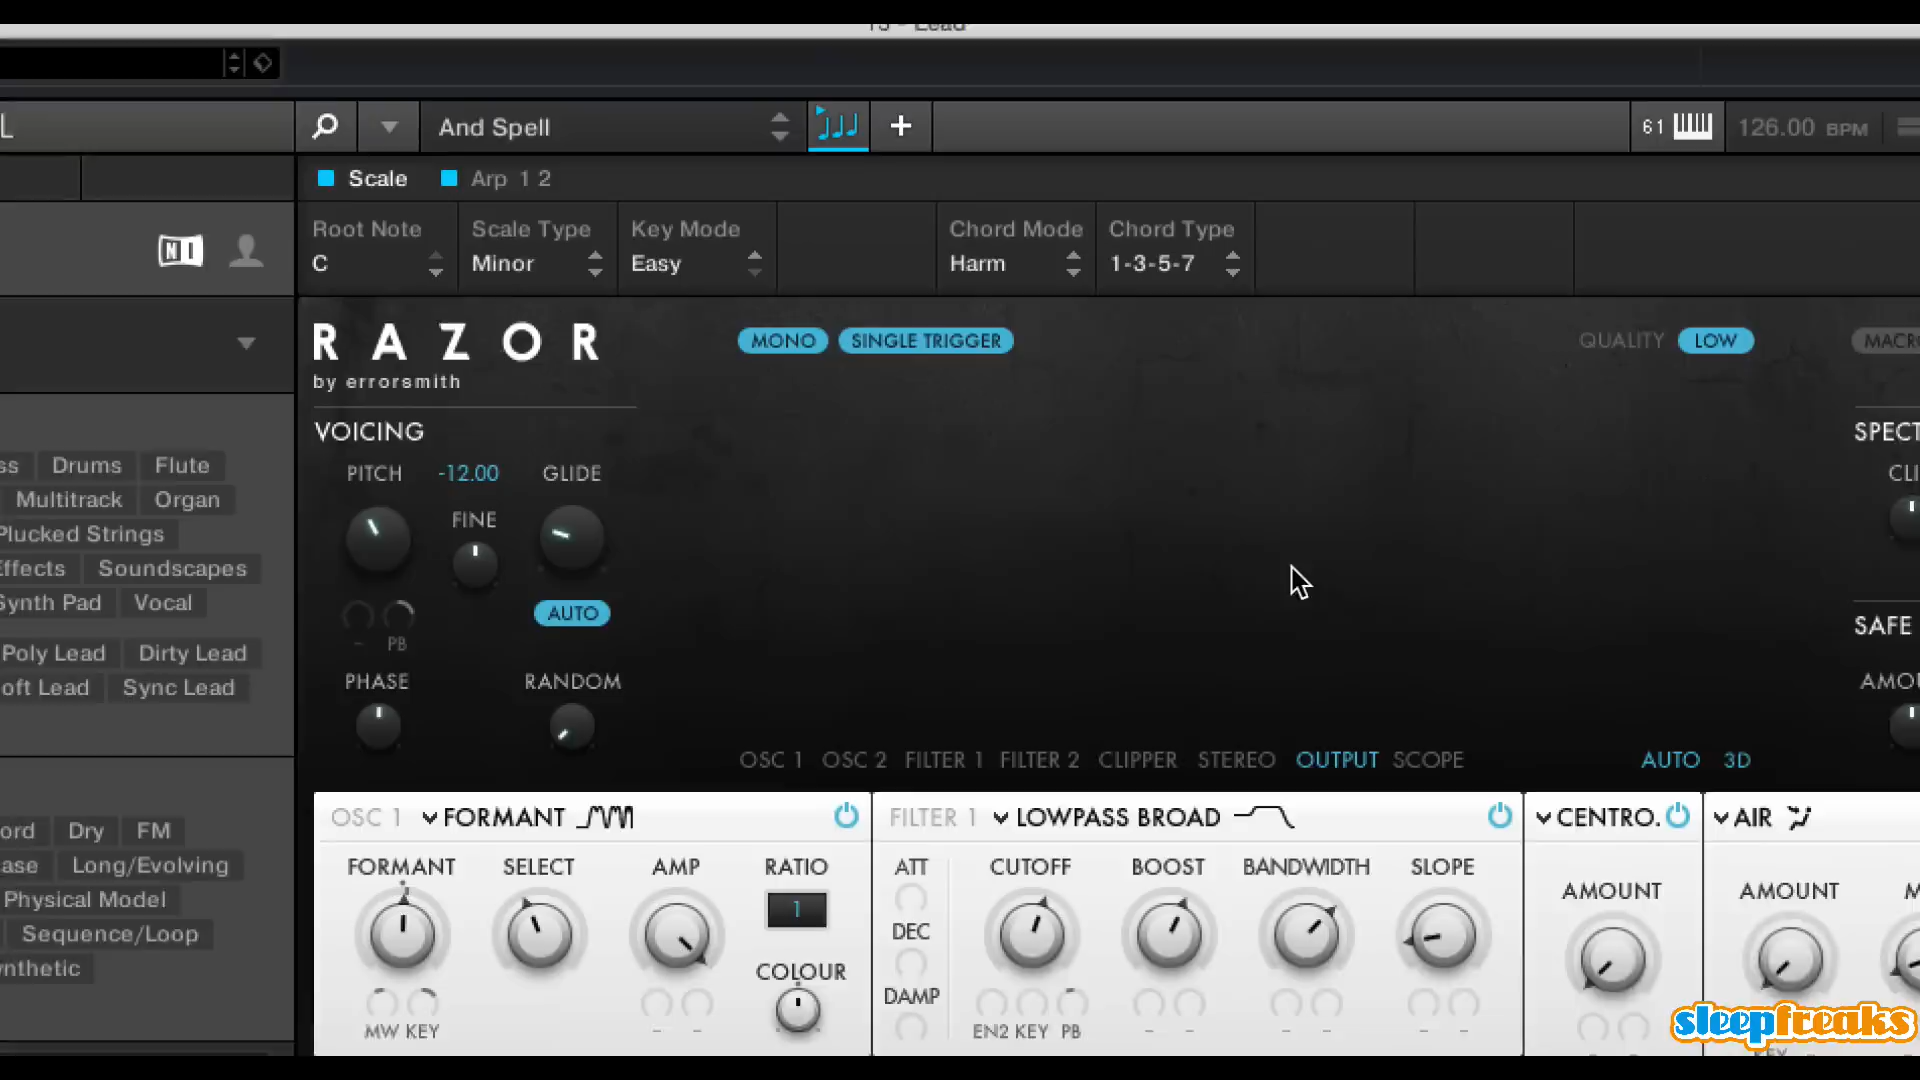 And Spell
61
126.00 BPM
Scale
Arp 1 2
Root Note
C
Scale Type
Minor
Key Mode
Easy
Chord Mode
Harm
Chord Type
1-3-5-7
NI
RAZOR
by errorsmith
MONO
SINGLE TRIGGER
QUALITY
LOW
VOICING
PITCH
-12.00
GLIDE
FINE
AUTO
PB
PHASE
RANDOM
Drums
Flute
Multitrack
Organ
Plucked Strings
Soundscapes
Synth Pad
Vocal
Poly Lead
Dirty Lead
Sync Lead
Dry
FM
Long/Evolving
Physical Model
Sequence/Loop
SAFE
OSC 1
OSC 2
FILTER 1
FILTER 2
CLIPPER
STEREO
OUTPUT
SCOPE
AUTO
3D
OSC 1
FORMANT
FILTER 1
LOWPASS BROAD
CENTRO.
AIR
FORMANT
SELECT
AMP
RATIO
1
COLOUR
MW KEY
ATT
DEC
DAMP
CUTOFF
BOOST
BANDWIDTH
SLOPE
EN2 KEY PB
AMOUNT
AMOUNT
sleepfreaks